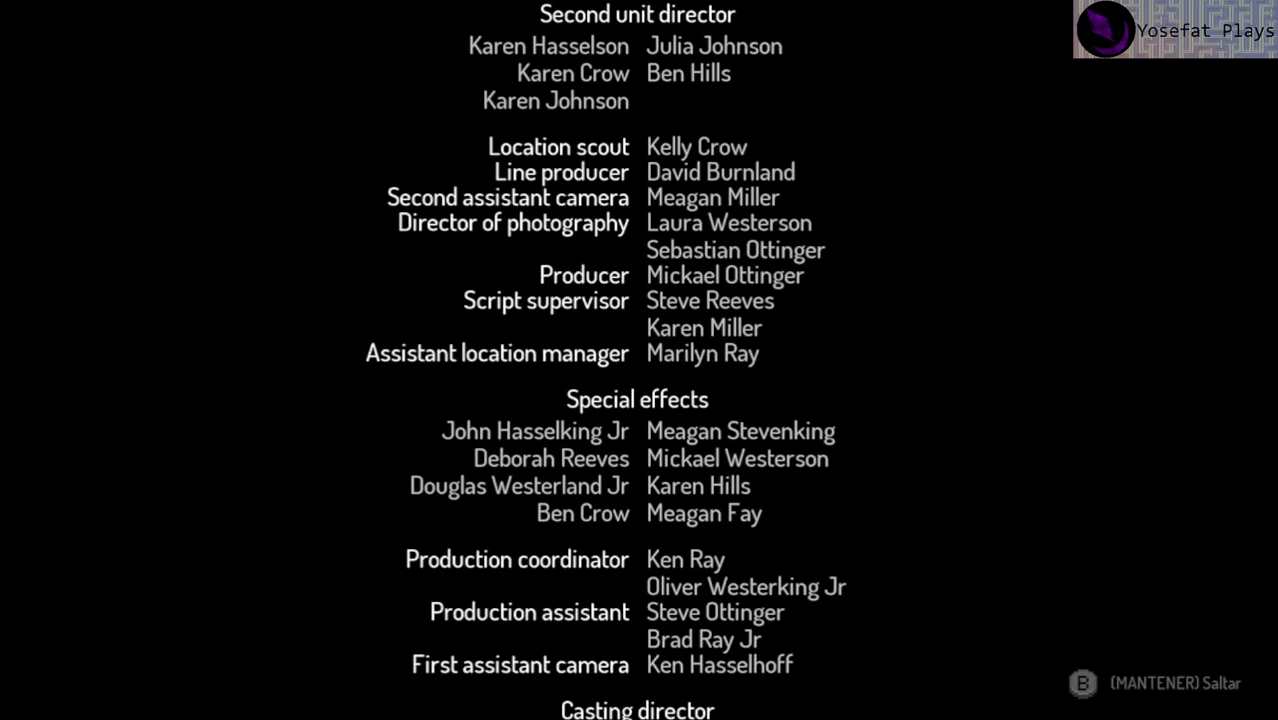 Second unit director
Yosefat Plays
Karen Hasselson Julia Johnson
Karen Crow Ben Hills
Karen Johnson
Location scout Kelly Crow
Line producer David Burnland
Second assistant camera Meagan Miller
Director of photography Laura Westerson
Sebastian Ottinger
Producer Mickael Ottinger
Script supervisor Steve Reeves
Karen Miller
Assistant location manager Marilyn Ray
Special effects
John Hasselking Jr Meagan Stevenking
Deborah Reeves Mickael Westerson
Douglas Westerland Jr Karen Hills
Ben Crow Meagan Fay
Production coordinator Ken Ray
Oliver Westerking Jr
Production assistant Steve Ottinger
Brad Ray Jr
First assistant camera Ken Hasselhoff
B (MANTENER) Saltar
Casting director